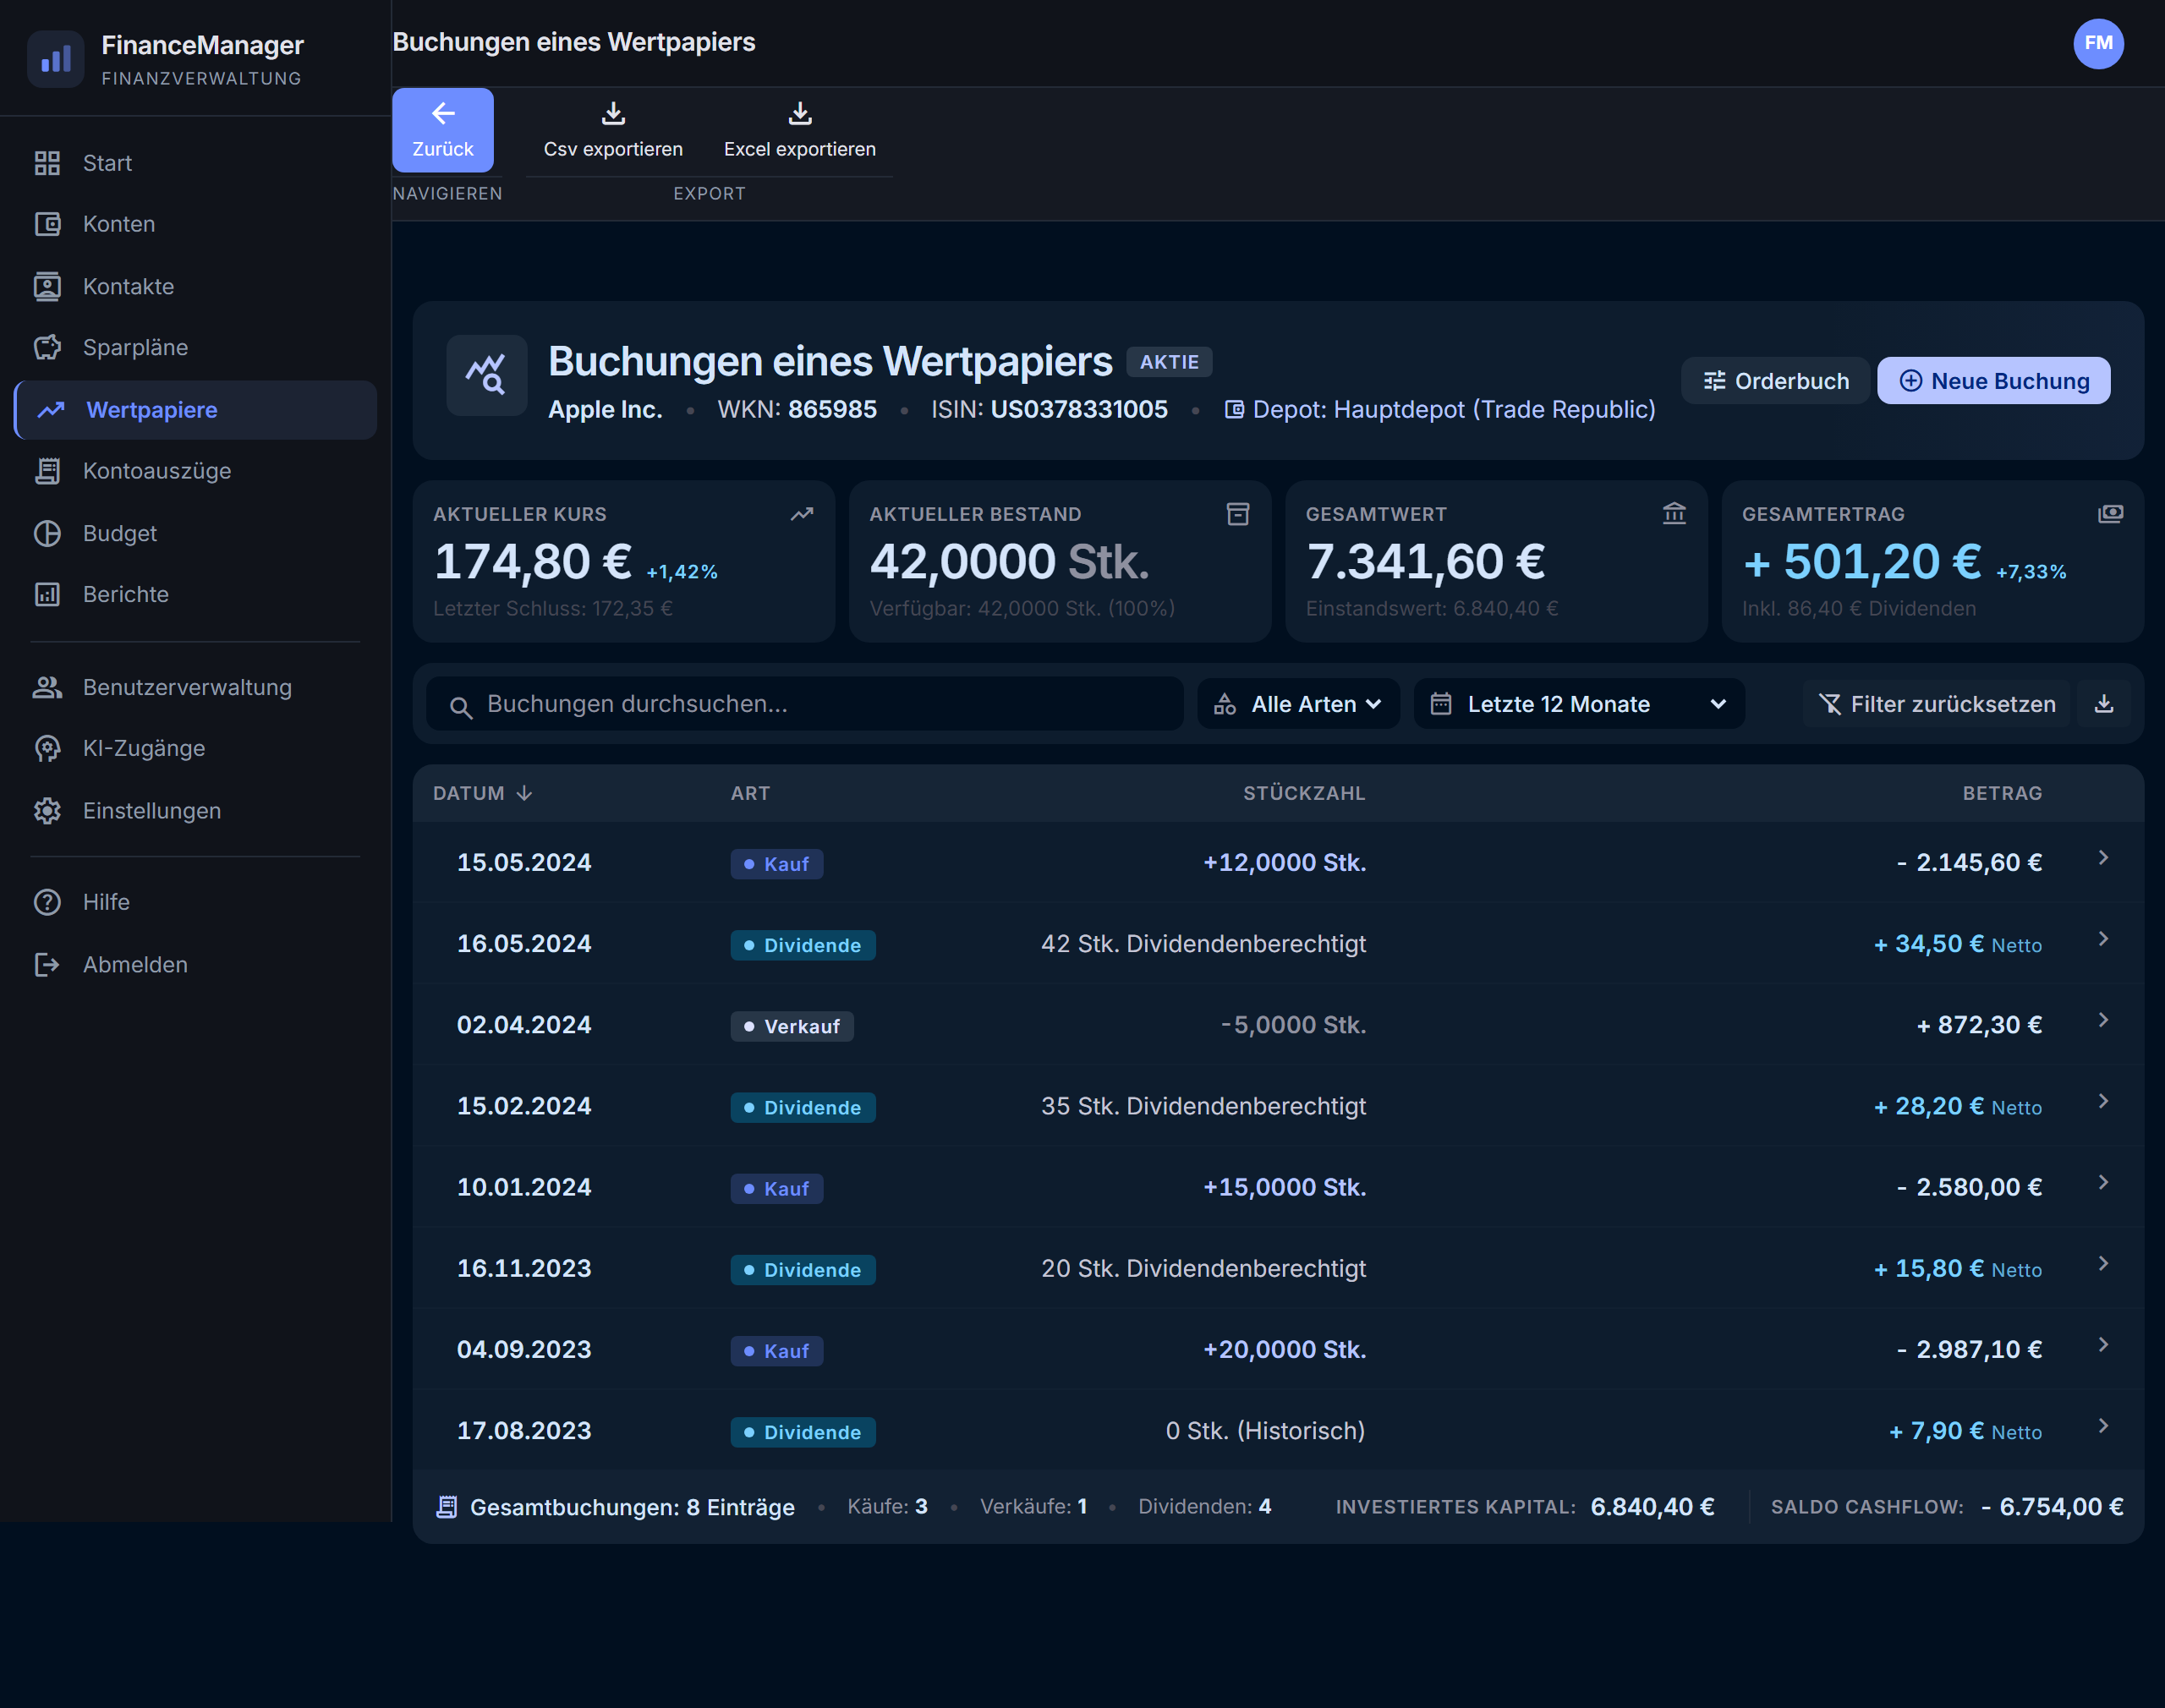 FinanceManager
FINANZVERWALTUNG
Start
Konten
Kontakte
Sparpläne
Wertpapiere
Kontoauszüge
Budget
Berichte
Benutzerverwaltung
KI-Zugänge
Einstellungen
Hilfe
Abmelden
Buchungen eines Wertpapiers
FM
Zurück
Csv exportieren
Excel exportieren
NAVIGIEREN
EXPORT
Buchungen eines Wertpapiers AKTIE
Apple Inc. • WKN: 865985 • ISIN: US0378331005 • Depot: Hauptdepot (Trade Republic)
Orderbuch
Neue Buchung
AKTUELLER KURS
174,80 € +1,42%
Letzter Schluss: 172,35 €
AKTUELLER BESTAND
42,0000 Stk.
Verfügbar: 42,0000 Stk. (100%)
GESAMTWERT
7.341,60 €
Einstandswert: 6.840,40 €
GESAMTERTRAG
+ 501,20 € +7,33%
Inkl. 86,40 € Dividenden
Buchungen durchsuchen...
Alle Arten
Letzte 12 Monate
Filter zurücksetzen
DATUM ART STÜCKZAHL BETRAG
15.05.2024 Kauf +12,0000 Stk. - 2.145,60 €
16.05.2024 Dividende 42 Stk. Dividendenberechtigt + 34,50 € Netto
02.04.2024 Verkauf -5,0000 Stk. + 872,30 €
15.02.2024 Dividende 35 Stk. Dividendenberechtigt + 28,20 € Netto
10.01.2024 Kauf +15,0000 Stk. - 2.580,00 €
16.11.2023 Dividende 20 Stk. Dividendenberechtigt + 15,80 € Netto
04.09.2023 Kauf +20,0000 Stk. - 2.987,10 €
17.08.2023 Dividende 0 Stk. (Historisch) + 7,90 € Netto
Gesamtbuchungen: 8 Einträge • Käufe: 3 • Verkäufe: 1 • Dividenden: 4 INVESTIERTES KAPITAL: 6.840,40 € SALDO CASHFLOW: - 6.754,00 €